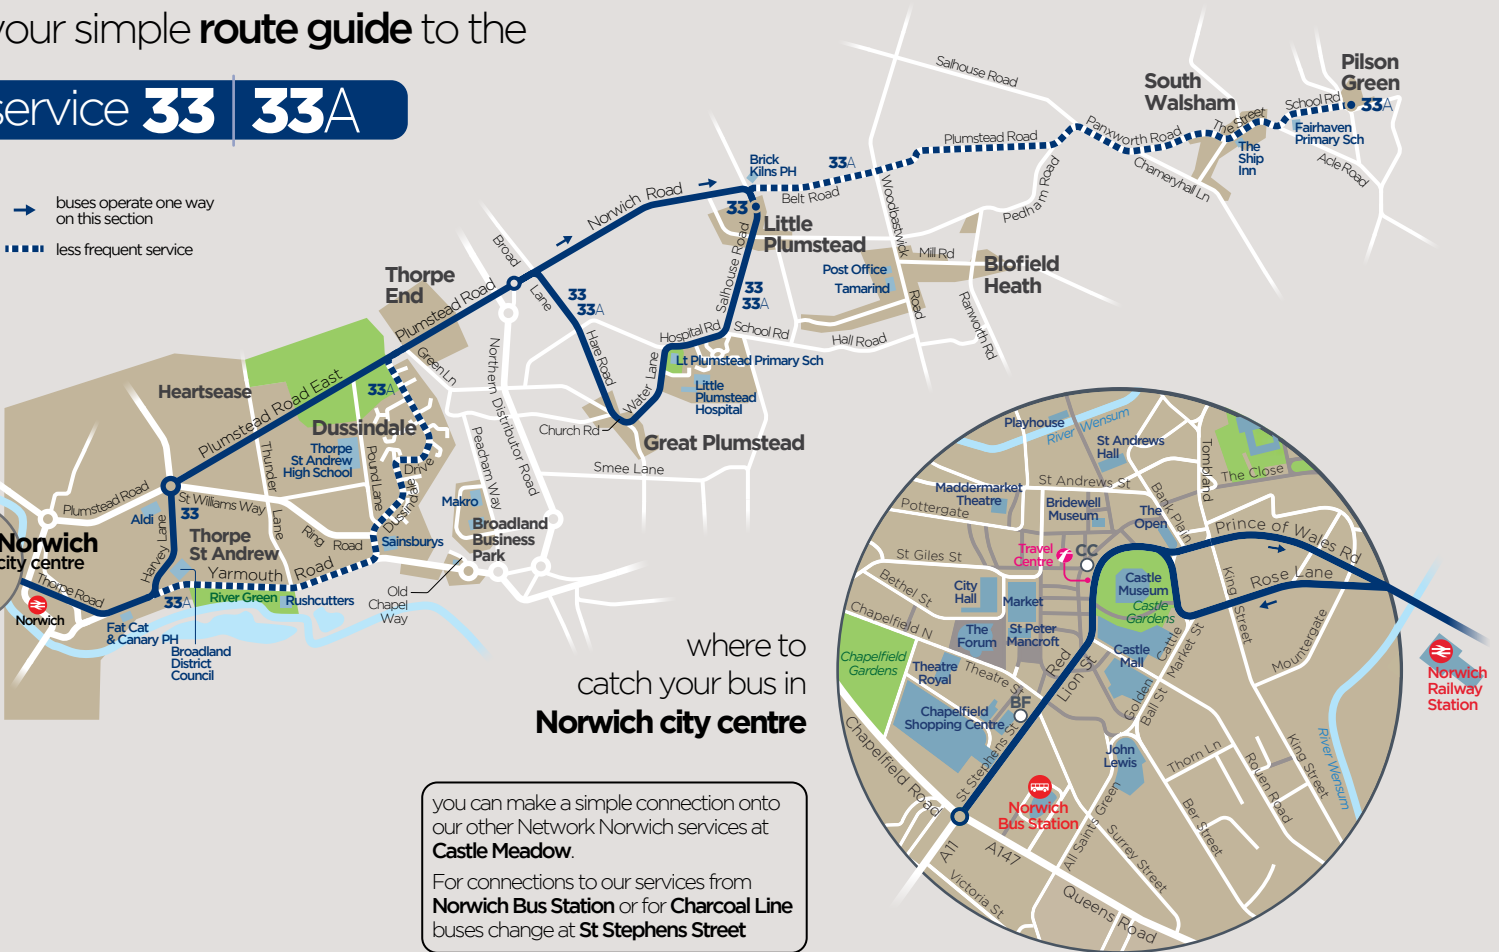 your simple route guide to the
service 33 33A
buses operate one way
on this section
less frequent service
Salhouse Road
South
Walsham
Pilson
Green
School Rd
33A
The Street
Fairhaven
Primary Sch
The
Ship
Inn
Acle Road
Panxworth Road
Chameryhall Ln
Plumstead Road
Pedham Road
Brick
Kilns PH
33A
Belt Road
Woodbastwick
Road
Norwich Road
33
Little
Plumstead
Salhouse Road
Mill Rd
Blofield
Heath
Post Office
Tamarind
Ranworth Rd
Broad
Lane
Thorpe
End
Plumstead Road
33
33A
33
33A
Hospital Rd
School Rd
Hall Road
Hare Road
Water Lane
Lt Plumstead Primary Sch
Little
Plumstead
Hospital
Church Rd
Great Plumstead
Smee Lane
Green Ln
Northern Distributor Road
Peadham Way
Heartsease
Plumstead Road East
33A
Dussindale
Thorpe
St Andrew
High School
Thunder
Lane
Pound Lane
Dussindale
Drive
Makro
Broadland
Business
Park
Sainsburys
Old
Chapel
Way
Plumstead Road
Aldi
33
St Williams Way
Ring
Road
Harvey Lane
Thorpe
St Andrew
Yarmouth Road
Norwich
city centre
Thorpe Road
33A
River Green
Rushcutters
Norwich
Fat Cat
& Canary PH
Broadland
District
Council
where to
catch your bus in
Norwich city centre
you can make a simple connection onto
our other Network Norwich services at
Castle Meadow.
For connections to our services from
Norwich Bus Station or for Charcoal Line
buses change at St Stephens Street
Playhouse
River Wensum
St Andrews
Hall
Tombland
The Close
Maddermarket
Theatre
St Andrews St
Pottergate
Bridewell
Museum
The
Open
Bank Plain
Prince of Wales Rd
St Giles St
Travel
Centre
CC
Rose Lane
Bethel St
City
Hall
Market
Castle
Museum
Castle
Gardens
King Street
Chapelfield N
The
Forum
St Peter
Mancroft
Mountergate
Chapelfield
Gardens
Theatre
Royal
Theatre St
Red
Lion St
Castle
Mall
Cattle
Market St
Golden
Ball St
Norwich
Railway
Station
Chapelfield
Shopping Centre
BF
St Stephens St
Chapelfield Road
John
Lewis
Thorn Ln
Rouen Road
King Street
River Wensum
Norwich
Bus Station
All Saints Green
Ber Street
Surrey Street
A11
A147
Victoria St
Queens Road